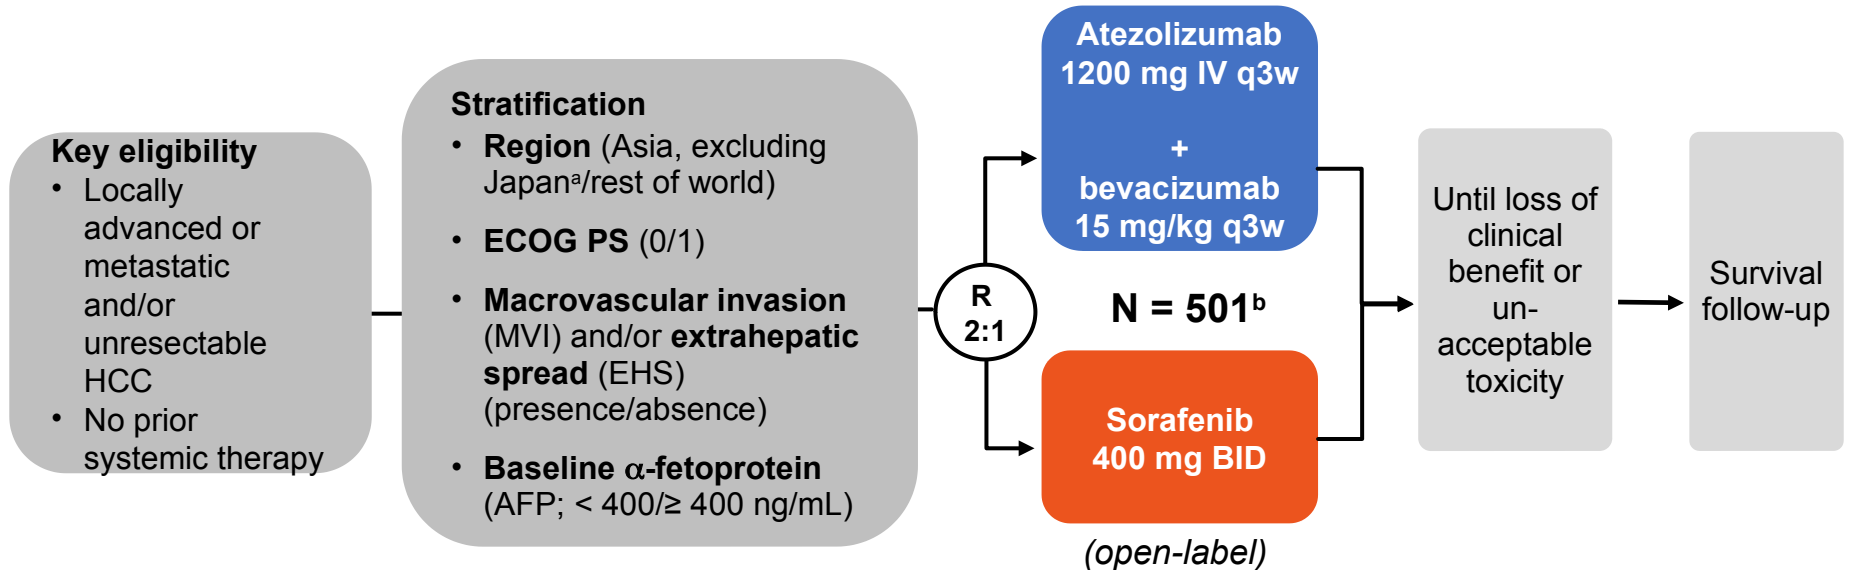 Key eligibility
• Locally
advanced or
metastatic
and/or
unresectable
HCC
• No prior
systemic therapy
Stratification
• Region (Asia, excluding
Japanᵃ/rest of world)
• ECOG PS (0/1)
• Macrovascular invasion
(MVI) and/or extrahepatic
spread (EHS)
(presence/absence)
• Baseline α-fetoprotein
(AFP; < 400/≥ 400 ng/mL)
R
2:1
Atezolizumab
1200 mg IV q3w
+
bevacizumab
15 mg/kg q3w
N = 501ᵇ
Sorafenib
400 mg BID
(open-label)
Until loss of
clinical
benefit or
un-
acceptable
toxicity
Survival
follow-up